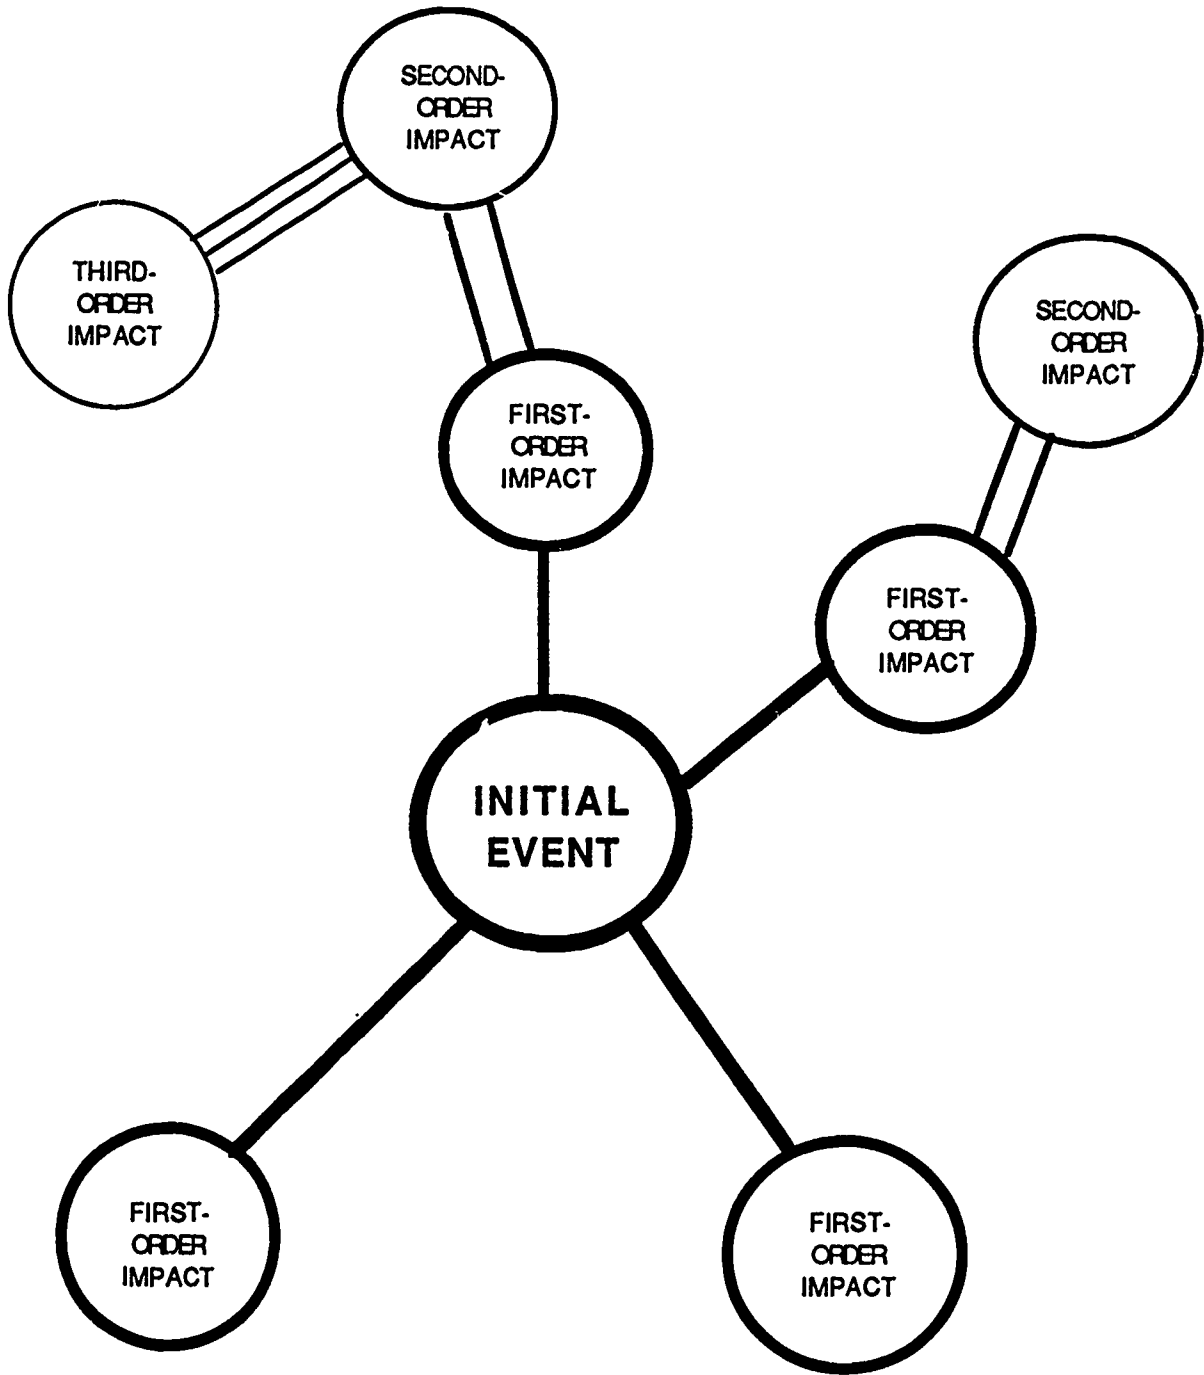 SECOND-
ORDER
IMPACT
THIRD-
ORDER
IMPACT
SECOND-
ORDER
IMPACT
FIRST-
ORDER
IMPACT
FIRST-
ORDER
IMPACT
INITIAL
EVENT
FIRST-
ORDER
IMPACT
FIRST-
ORDER
IMPACT